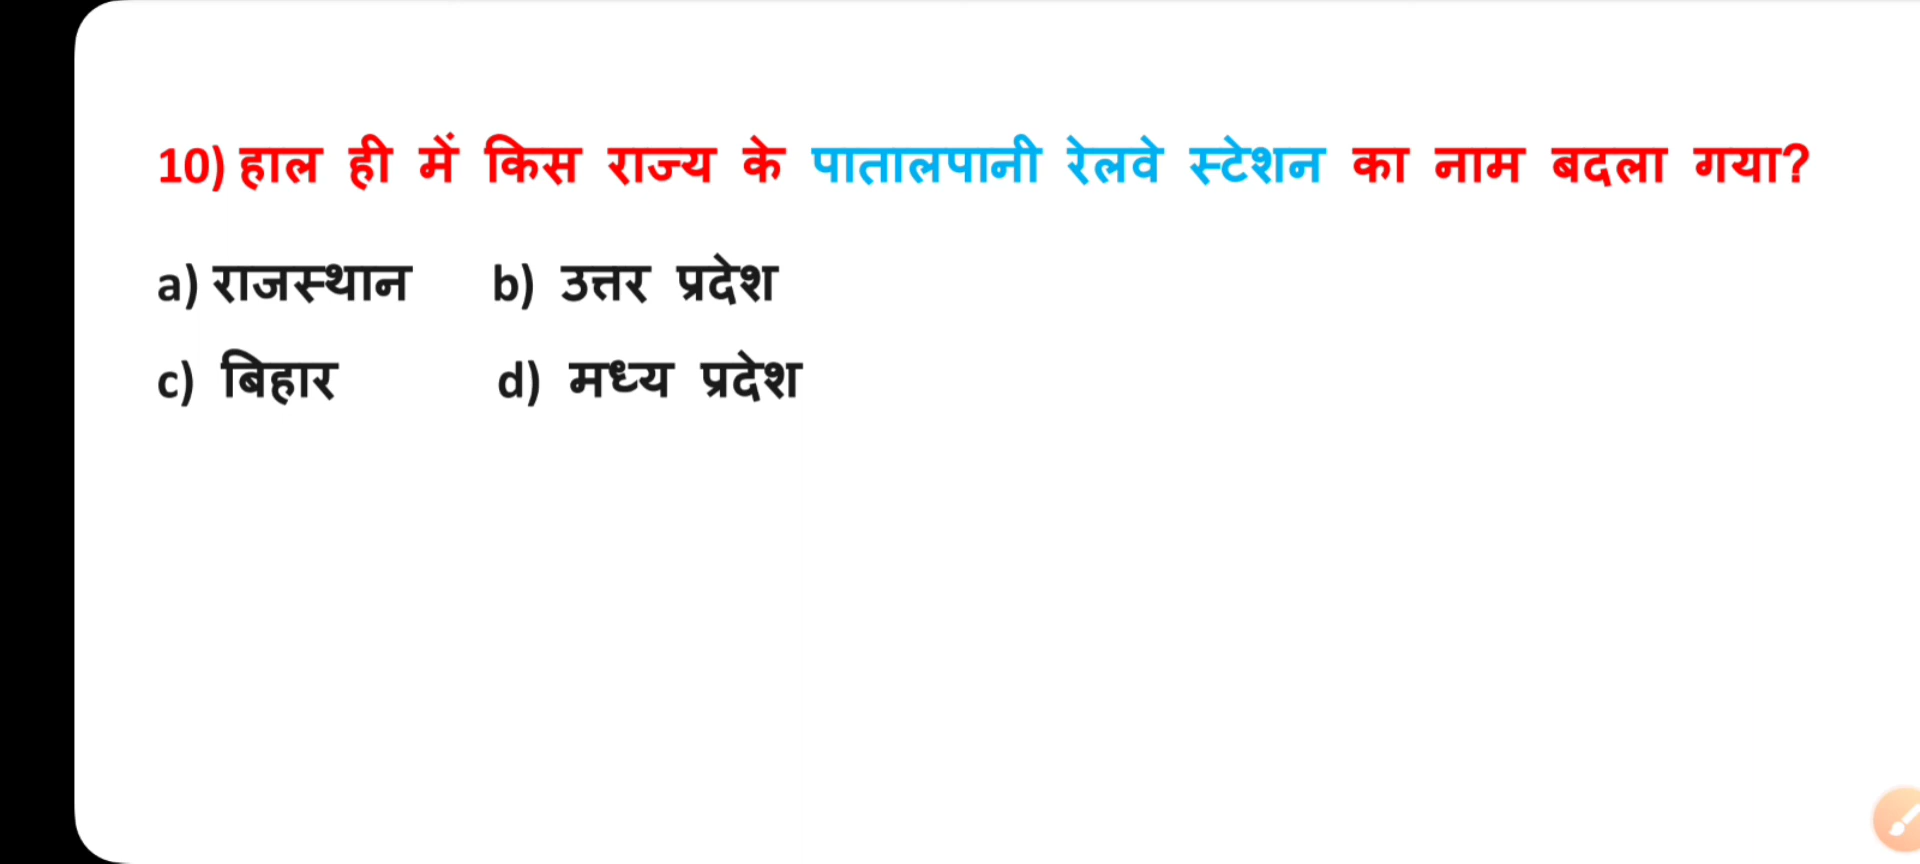 10) हाल ही में किस राज्य के पातालपानी रेलवे स्टेशन का नाम बदला गया?
a) राजस्थान b) उत्तर प्रदेश
c) बिहार d) मध्य प्रदेश